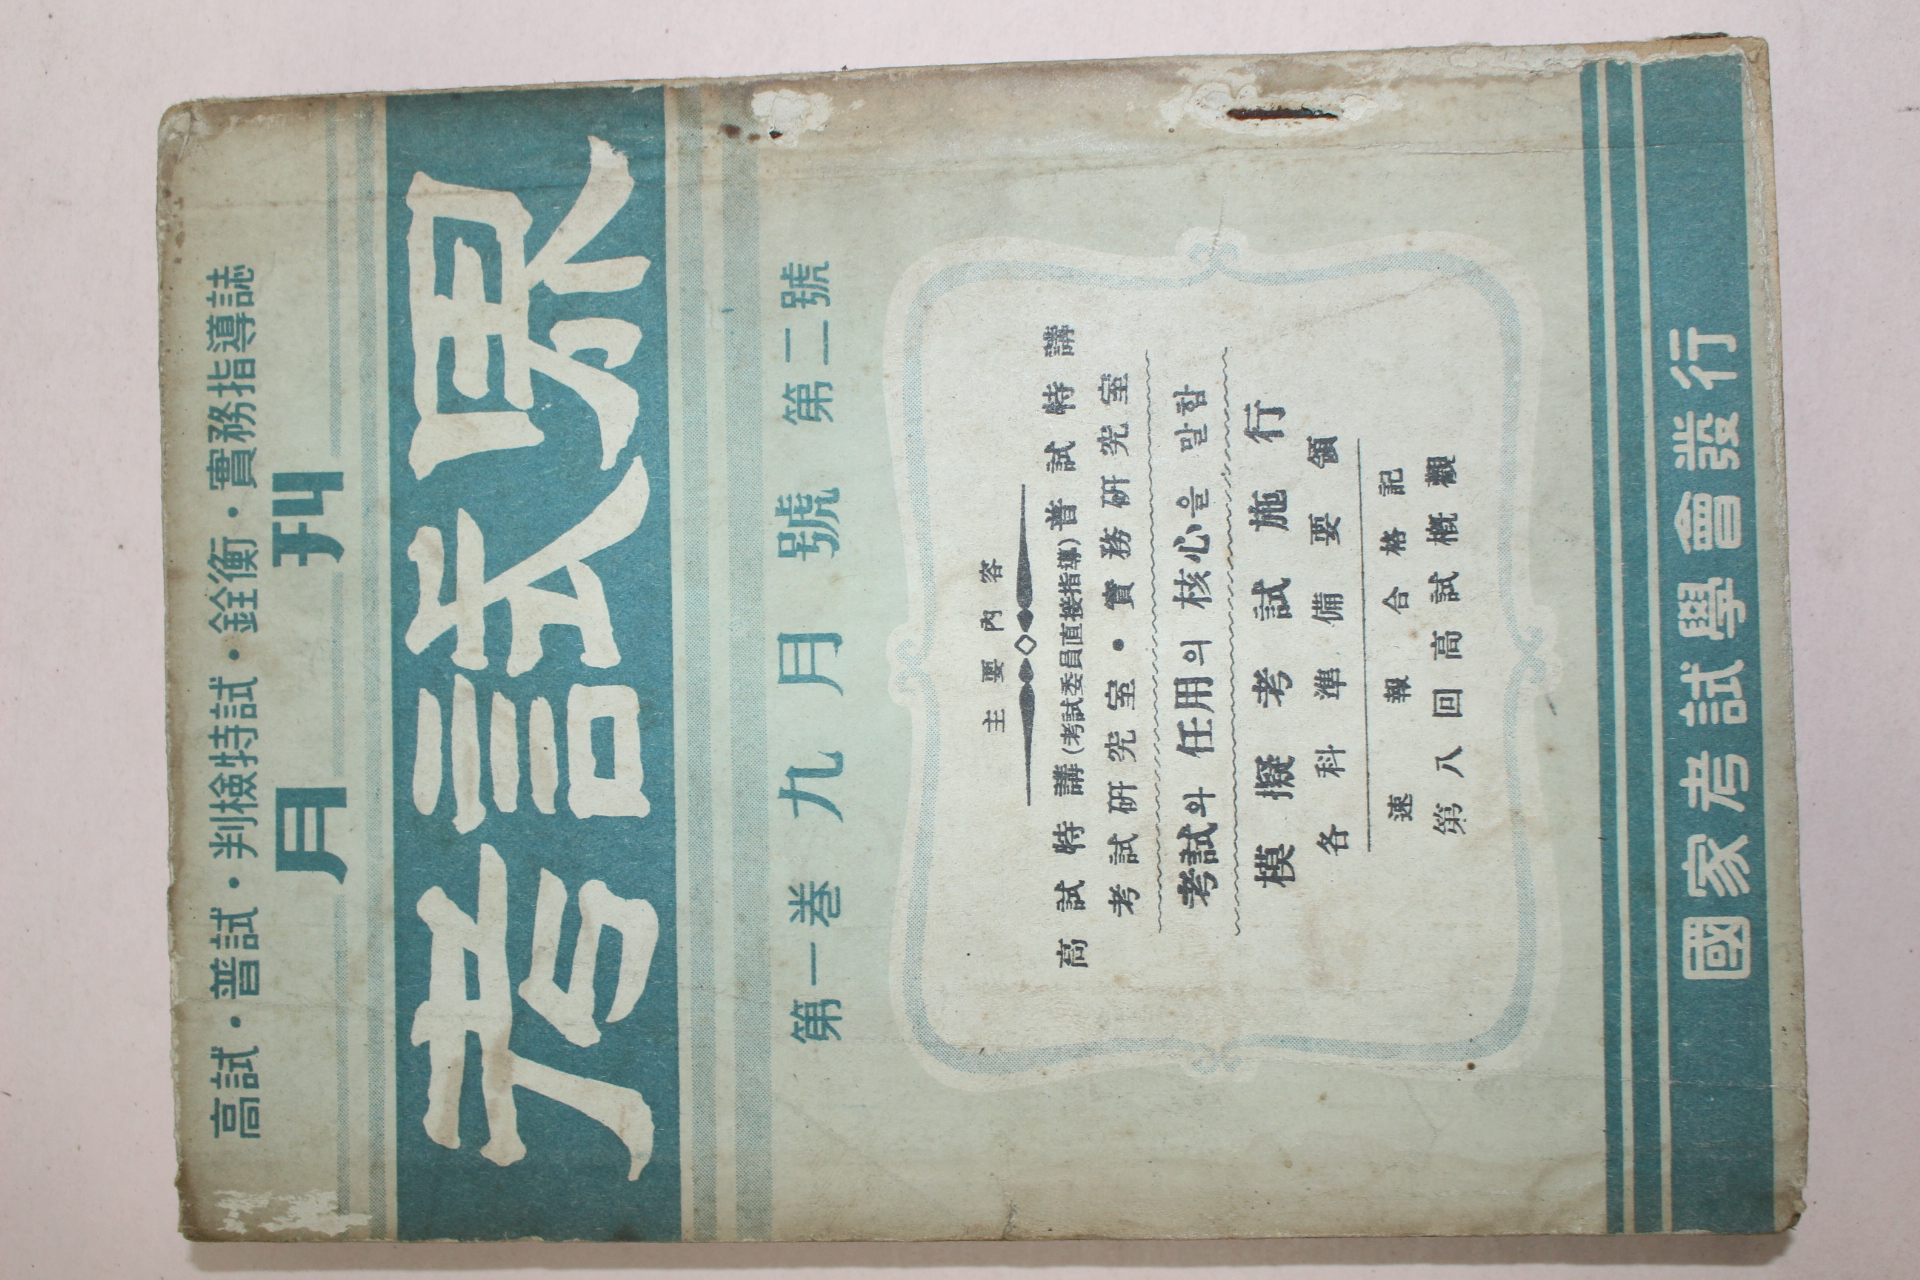 高試・普試・判檢特試・銓衡・實務指導誌
月刊
考試界
第一巻 九月號 第二號
主要內容
高試特講(考試委員直接指導)普試特講
考試研究室・實務研究室
考試와 任用의 核心을 말함
模擬考試施行
各科準備要領
速報合格記
第八回高試槪觀
國家考試學會發行